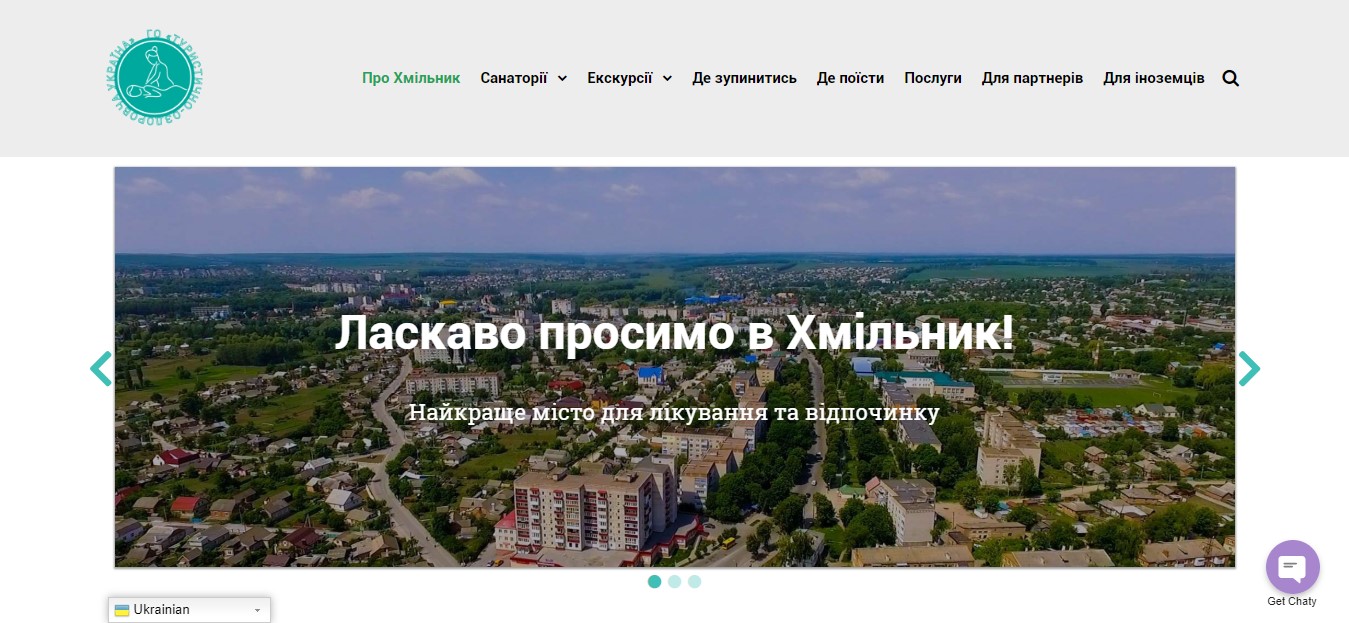 УКРАЇНА» ГО «ТУРИСТИЧНО-ОЗДОРОВЧА
Про Хмільник Санаторії Екскурсії Де зупинитись Де поїсти Послуги Для партнерів Для іноземців
Ласкаво просимо в Хмільник!
Найкраще місто для лікування та відпочинку
Get Chaty
Ukrainian